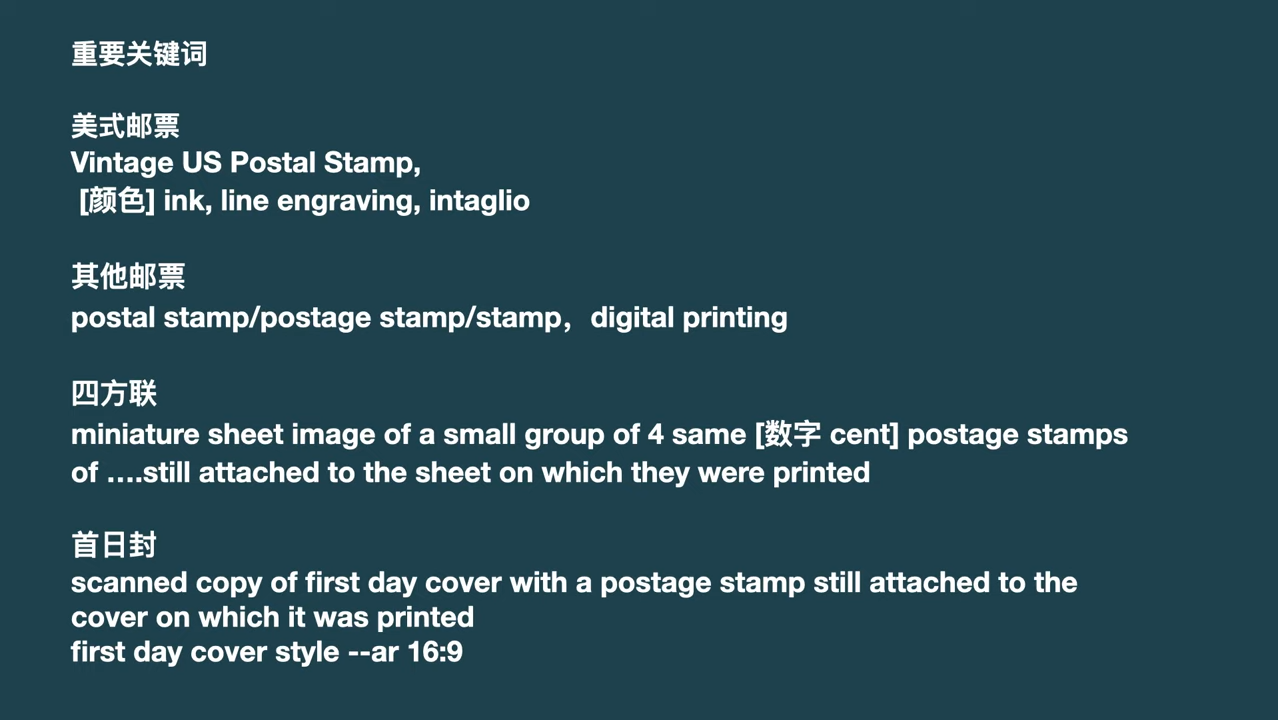 重要关键词
美式邮票
Vintage US Postal Stamp,
[颜色] ink, line engraving, intaglio
其他邮票
postal stamp/postage stamp/stamp，digital printing
四方联
miniature sheet image of a small group of 4 same [数字 cent] postage stamps
of ….still attached to the sheet on which they were printed
首日封
scanned copy of first day cover with a postage stamp still attached to the
cover on which it was printed
first day cover style --ar 16:9